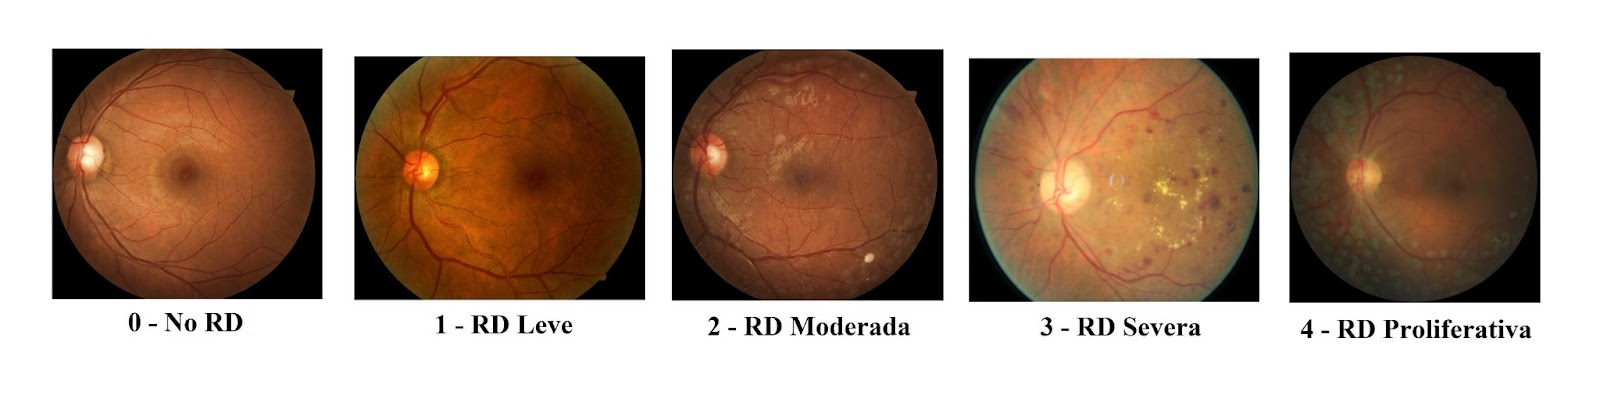 0 - No RD
1 - RD Leve
2 - RD Moderada
3 - RD Severa
4 - RD Proliferativa